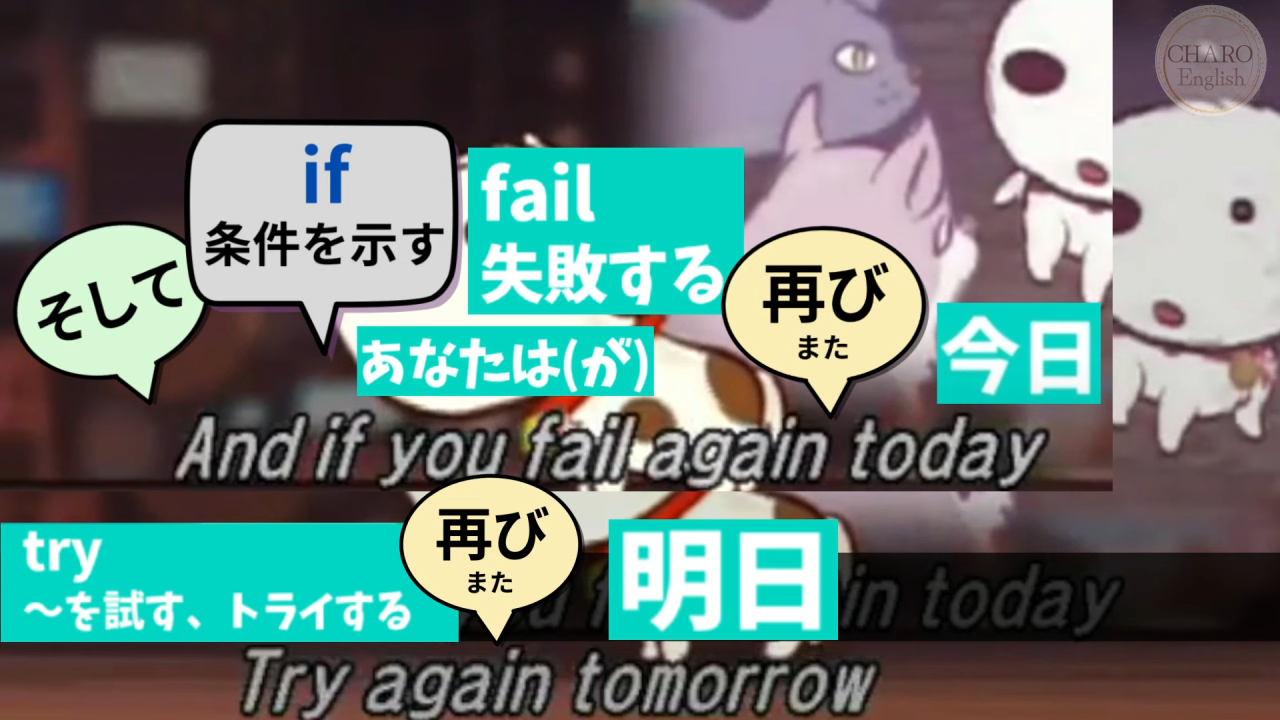 CHARO
English
if
条件を示す
fail
失敗する
そして
再び
また
あなたは(が)
今日
And if you fail again today
再び
また
try
～を試す、トライする
明日
in today
Try again tomorrow